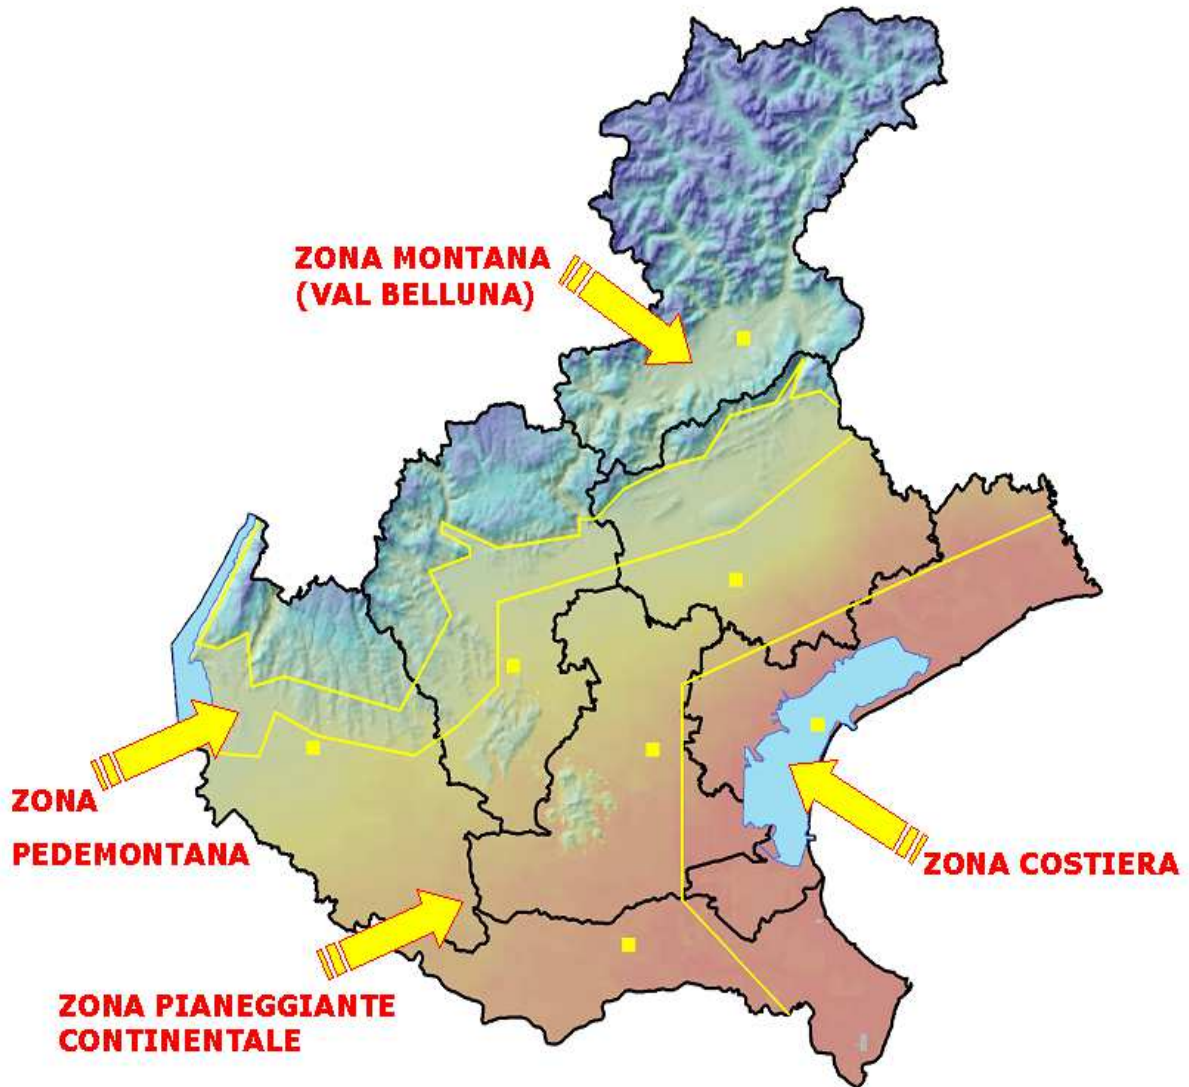 ZONA MONTANA
(VAL BELLUNA)
ZONA
PEDEMONTANA
ZONA COSTIERA
ZONA PIANEGGIANTE
CONTINENTALE